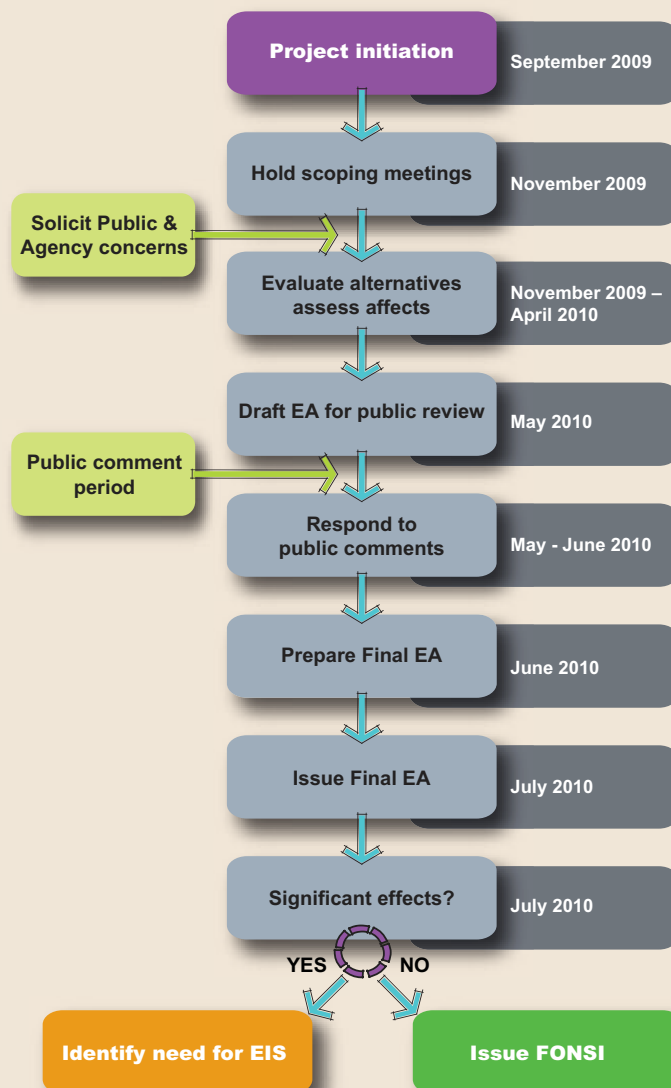 Project initiation
September 2009
Hold scoping meetings
November 2009
Solicit Public &
Agency concerns
Evaluate alternatives
assess affects
November 2009 –
April 2010
Draft EA for public review
May 2010
Public comment
period
Respond to
public comments
May - June 2010
Prepare Final EA
June 2010
Issue Final EA
July 2010
Significant effects?
July 2010
YES
NO
Identify need for EIS
Issue FONSI